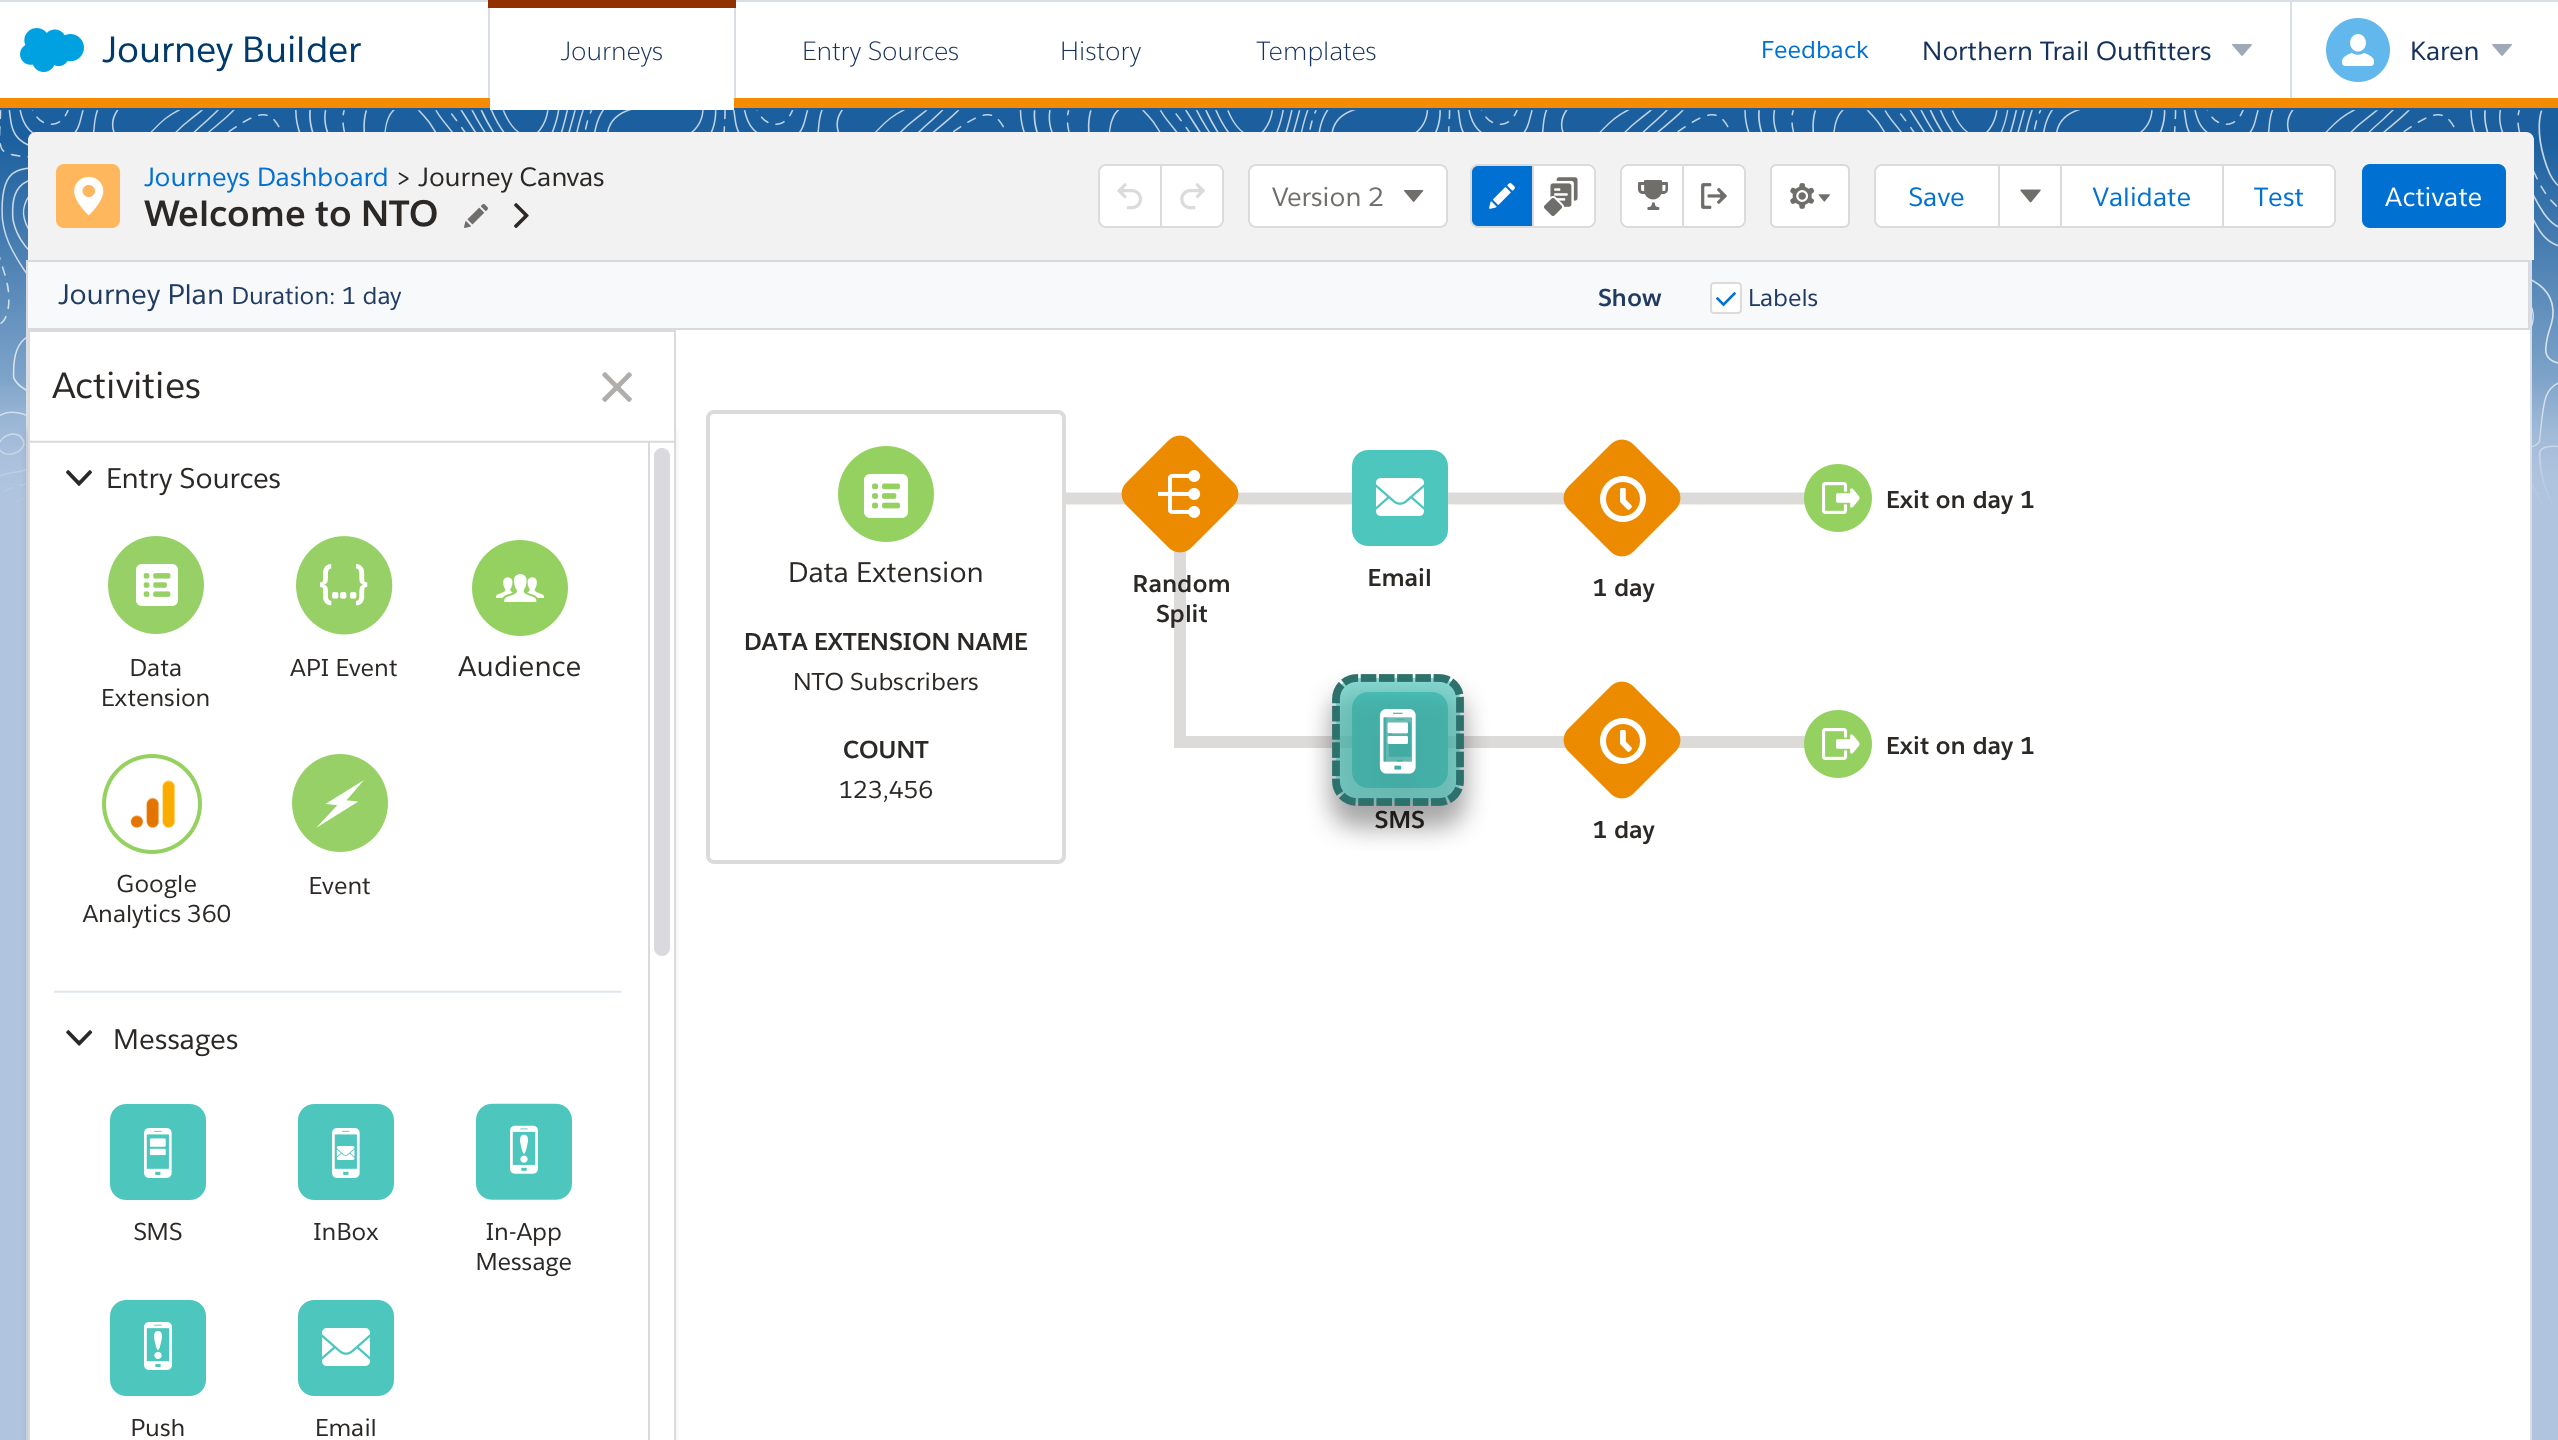 Journey Builder
Journeys
Entry Sources
History
Templates
Feedback
Northern Trail Outfitters
Karen
Journeys Dashboard > Journey Canvas
Welcome to NTO
Version 2
Save
Validate
Test
Activate
Journey Plan Duration: 1 day
Show
Labels
Activities
Entry Sources
Data
Extension
API Event
{...}
Audience
Google
Analytics 360
Event
Messages
SMS
InBox
In-App
Message
Push
Email
Data Extension
DATA EXTENSION NAME
NTO Subscribers
COUNT
123,456
Random
Split
Email
1 day
Exit on day 1
SMS
1 day
Exit on day 1